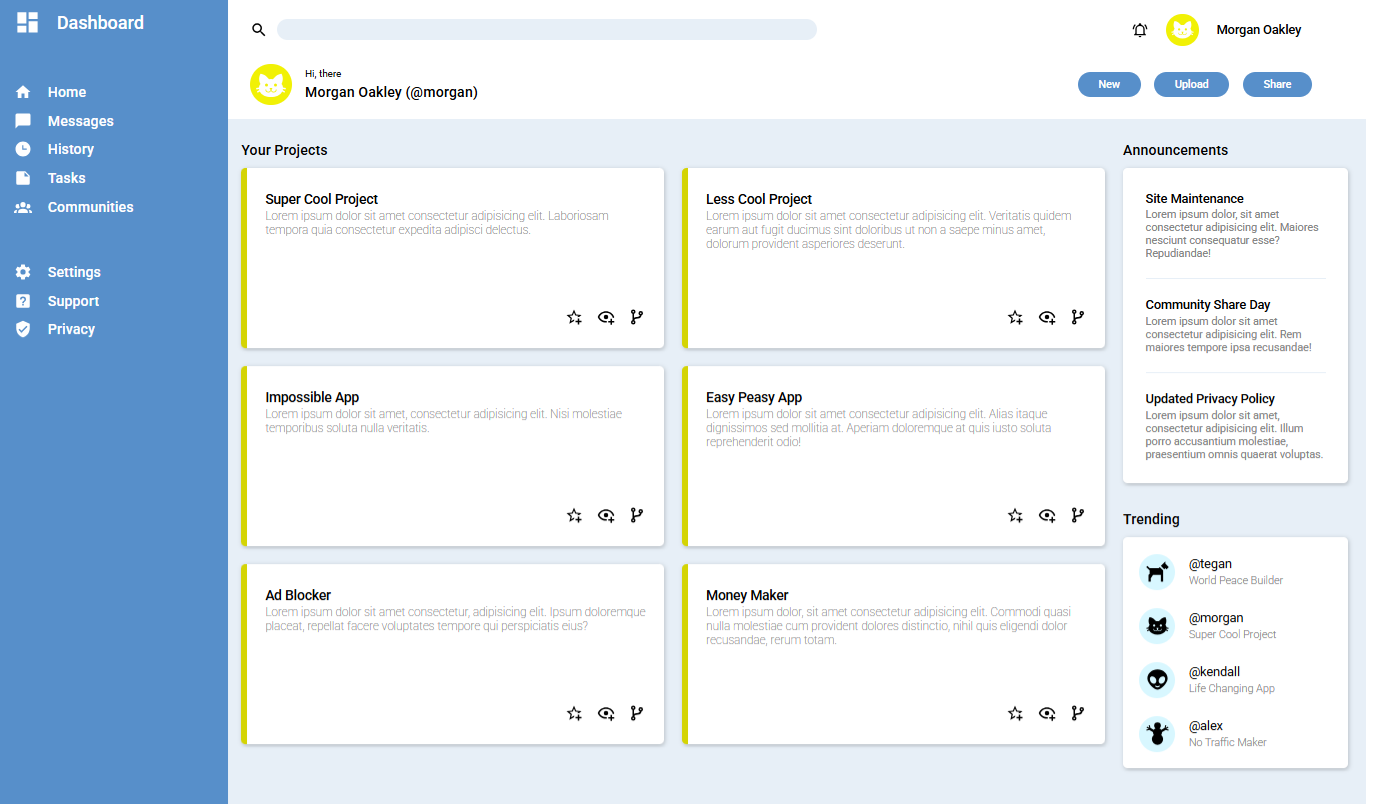 Dashboard
Home
Messages
History
Tasks
Communities
Settings
Support
Privacy
Morgan Oakley
Hi, there
Morgan Oakley (@morgan)
New
Upload
Share
Your Projects
Super Cool Project
Lorem ipsum dolor sit amet consectetur adipisicing elit. Laboriosam
tempora quia consectetur expedita adipisci delectus.
Less Cool Project
Lorem ipsum dolor sit amet consectetur adipisicing elit. Veritatis quidem
earum aut fugit ducimus sint doloribus ut non a saepe minus amet,
dolorum provident asperiores deserunt.
Impossible App
Lorem ipsum dolor sit amet, consectetur adipisicing elit. Nisi molestiae
temporibus soluta nulla veritatis.
Easy Peasy App
Lorem ipsum dolor sit amet consectetur adipisicing elit. Alias itaque
dignissimos sed mollitia at. Aperiam doloremque at quis iusto soluta
reprehenderit odio!
Ad Blocker
Lorem ipsum dolor sit amet consectetur, adipisicing elit. Ipsum doloremque
placeat, repellat facere voluptates tempore qui perspiciatis eius?
Money Maker
Lorem ipsum dolor, sit amet consectetur adipisicing elit. Commodi quasi
nulla molestiae cum provident dolores distinctio, nihil quis eligendi dolor
recusandae, rerum totam.
Announcements
Site Maintenance
Lorem ipsum dolor, sit amet
consectetur adipisicing elit. Maiores
nesciunt consequatur esse?
Repudiandae!
Community Share Day
Lorem ipsum dolor sit amet
consectetur adipisicing elit. Rem
maiores tempore ipsa recusandae!
Updated Privacy Policy
Lorem ipsum dolor sit amet,
consectetur adipisicing elit. Illum
porro accusantium molestiae,
praesentium omnis quaerat voluptas.
Trending
@tegan
World Peace Builder
@morgan
Super Cool Project
@kendall
Life Changing App
@alex
No Traffic Maker